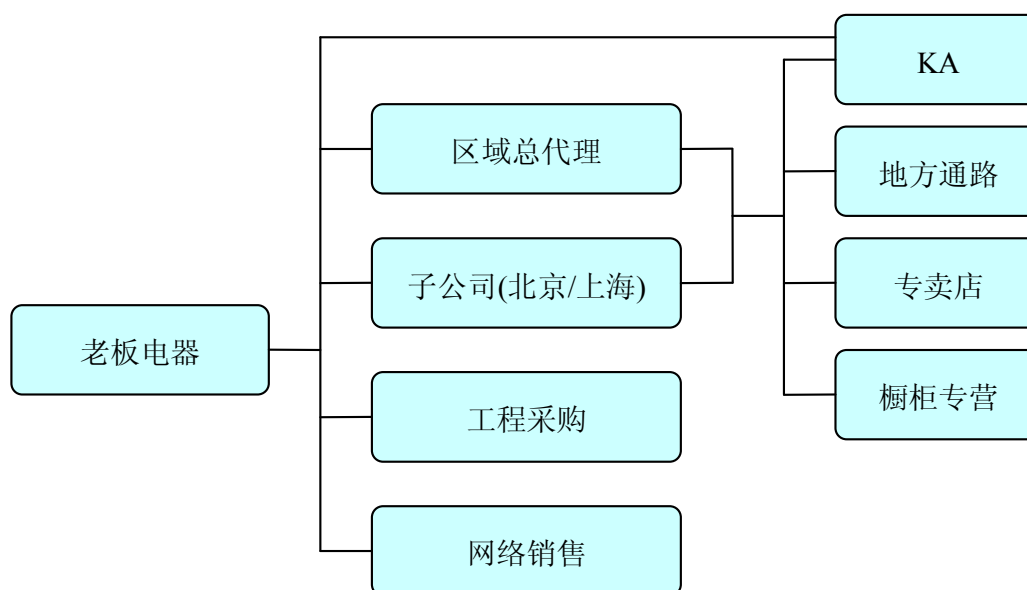 KA
区域总代理
地方通路
子公司(北京/上海)
专卖店
老板电器
橱柜专营
工程采购
网络销售